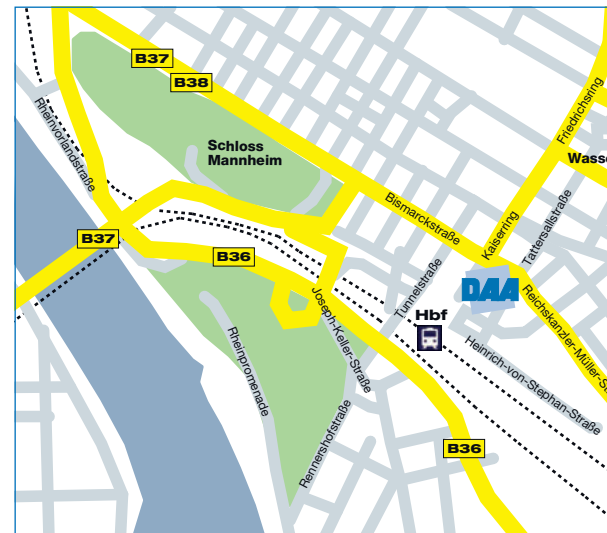 B37
B38
Friedrichsring
Rheinvorlandstraße
Schloss
Mannheim
Wasse
Bismarckstraße
Kaiserring
Tattersallstraße
B37
B36
Tunnelstraße
DAA
Reichskanzler-Müller-St
Hbf
Joseph-Keller-Straße
Rheinpromenade
Heinrich-von-Stephan-Straße
Rennershofstraße
B36